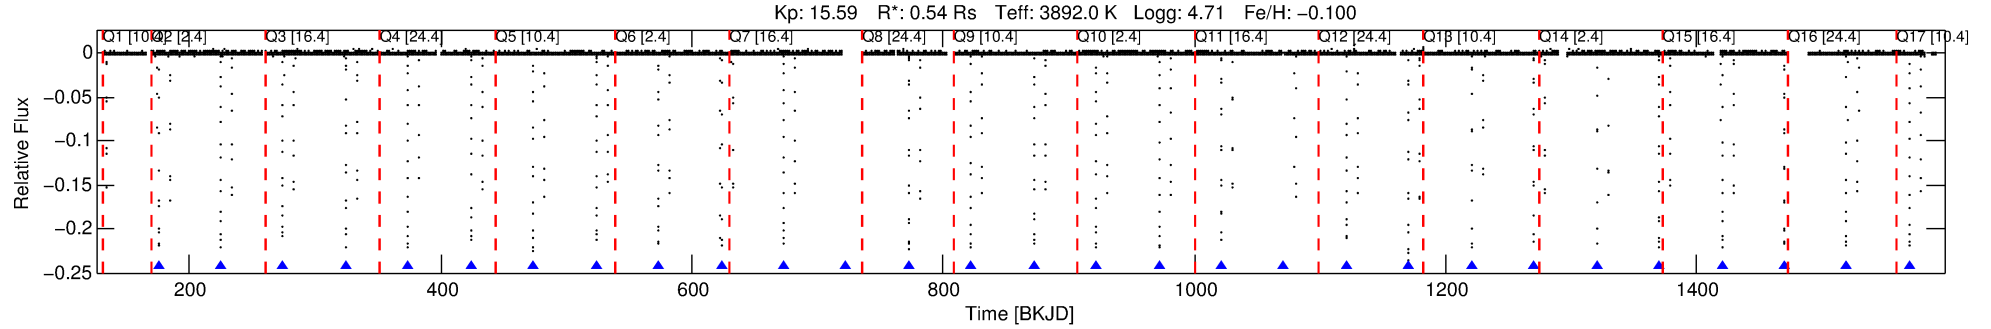 Kp: 15.59 R*: 0.54 Rs Teff: 3892.0 K Logg: 4.71 Fe/H: −0.100
Q1 [10.4] Q2 [2.4] Q3 [16.4] Q4 [24.4] Q5 [10.4] Q6 [2.4] Q7 [16.4] Q8 [24.4] Q9 [10.4] Q10 [2.4] Q11 [16.4] Q12 [24.4] Q13 [10.4] Q14 [2.4] Q15 [16.4] Q16 [24.4] Q17 [10.4]
0
−0.05
−0.1
−0.15
−0.2
−0.25
Relative Flux
200 400 600 800 1000 1200 1400
Time [BKJD]